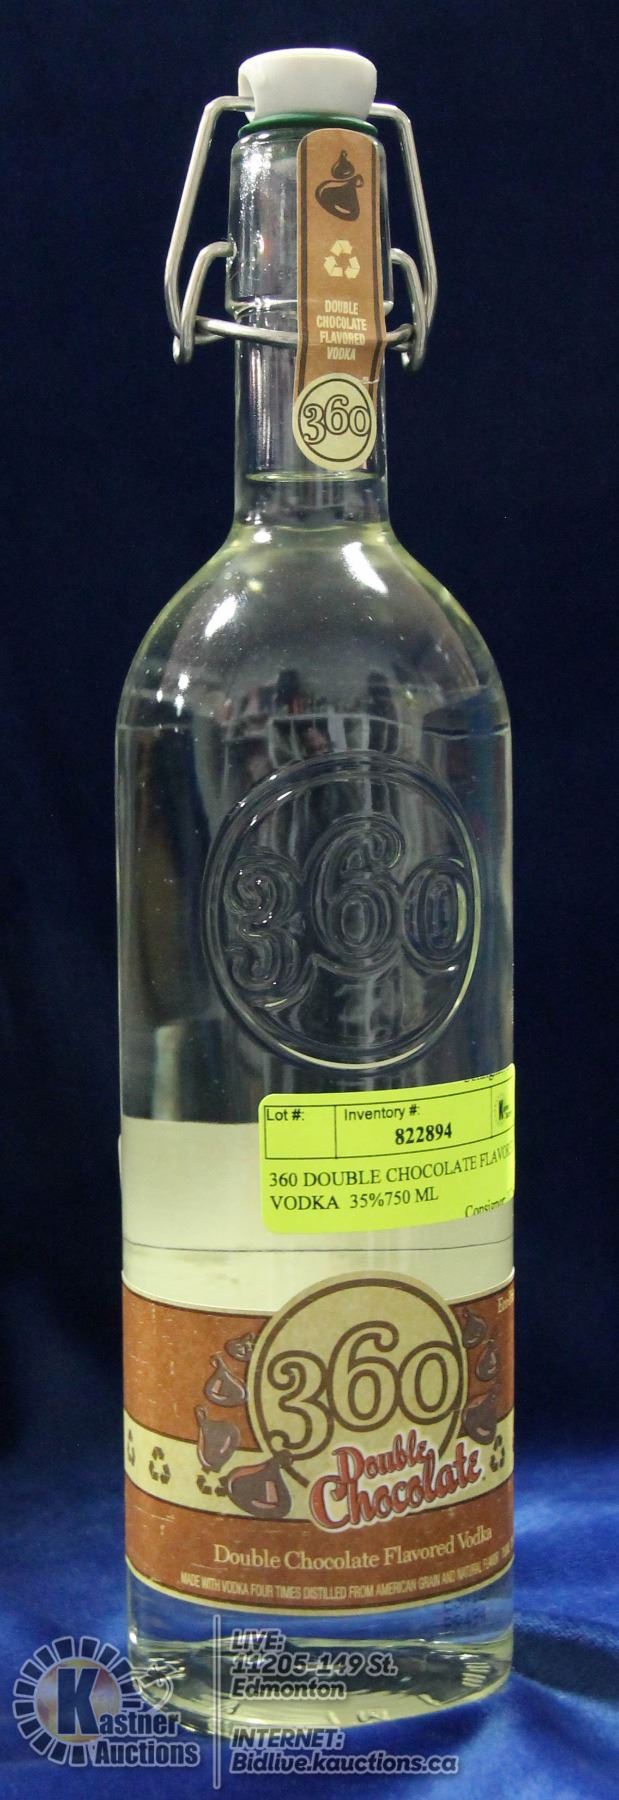 DOUBLE
CHOCOLATE
FLAVORED
VODKA
360
360
Lot #: Inventory #:
822894
360 DOUBLE CHOCOLATE
VODKA 35%750 ML
Consignor
360
Double
Chocolate
Double Chocolate Flavored Vodka
MADE WITH VODKA FOUR TIMES DISTILLED FROM AMERICAN GRAIN AND NATURAL FLAVOR
360
Kastner
Auctions
LIVE:
11205-149 St.
Edmonton
INTERNET:
Bidlive.kauctions.ca